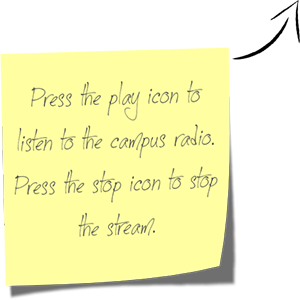 Press the play icon to
listen to the campus radio.
Press the stop icon to stop
the stream.